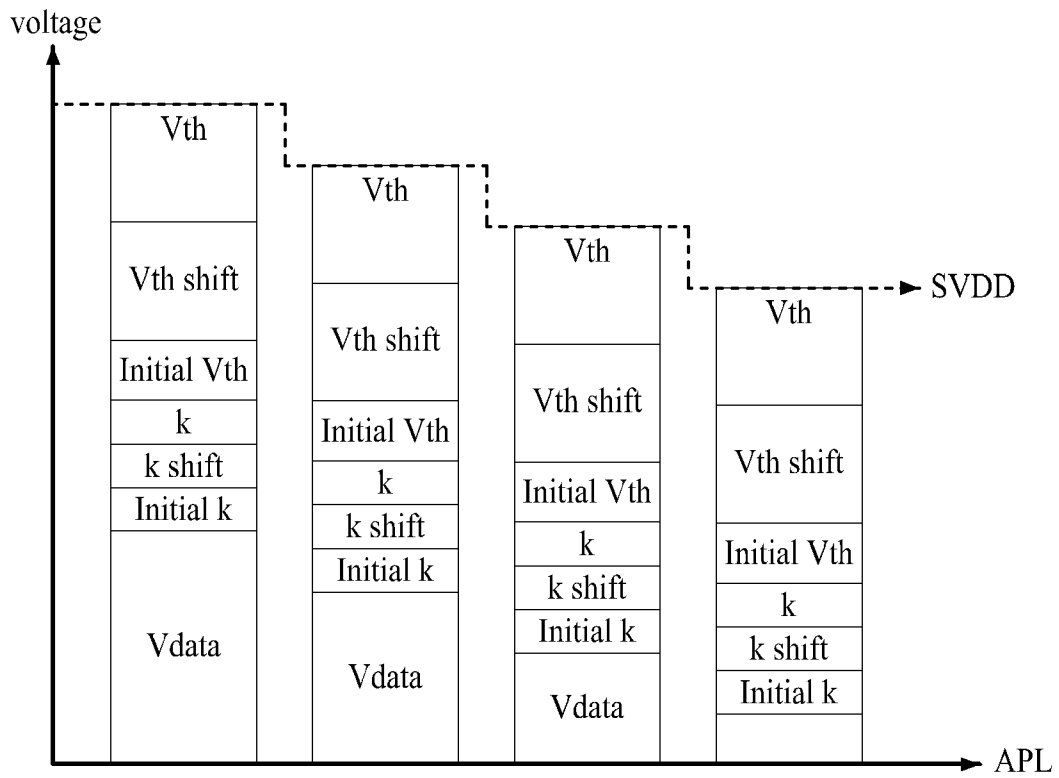 voltage
Vth
Vth shift
Initial Vth
k
k shift
Initial k
Vdata
Vth
Vth shift
Initial Vth
k
k shift
Initial k
Vdata
Vth
Vth shift
Initial Vth
k
k shift
Initial k
Vdata
Vth
Vth shift
Initial Vth
k
k shift
Initial k
SVDD
APL